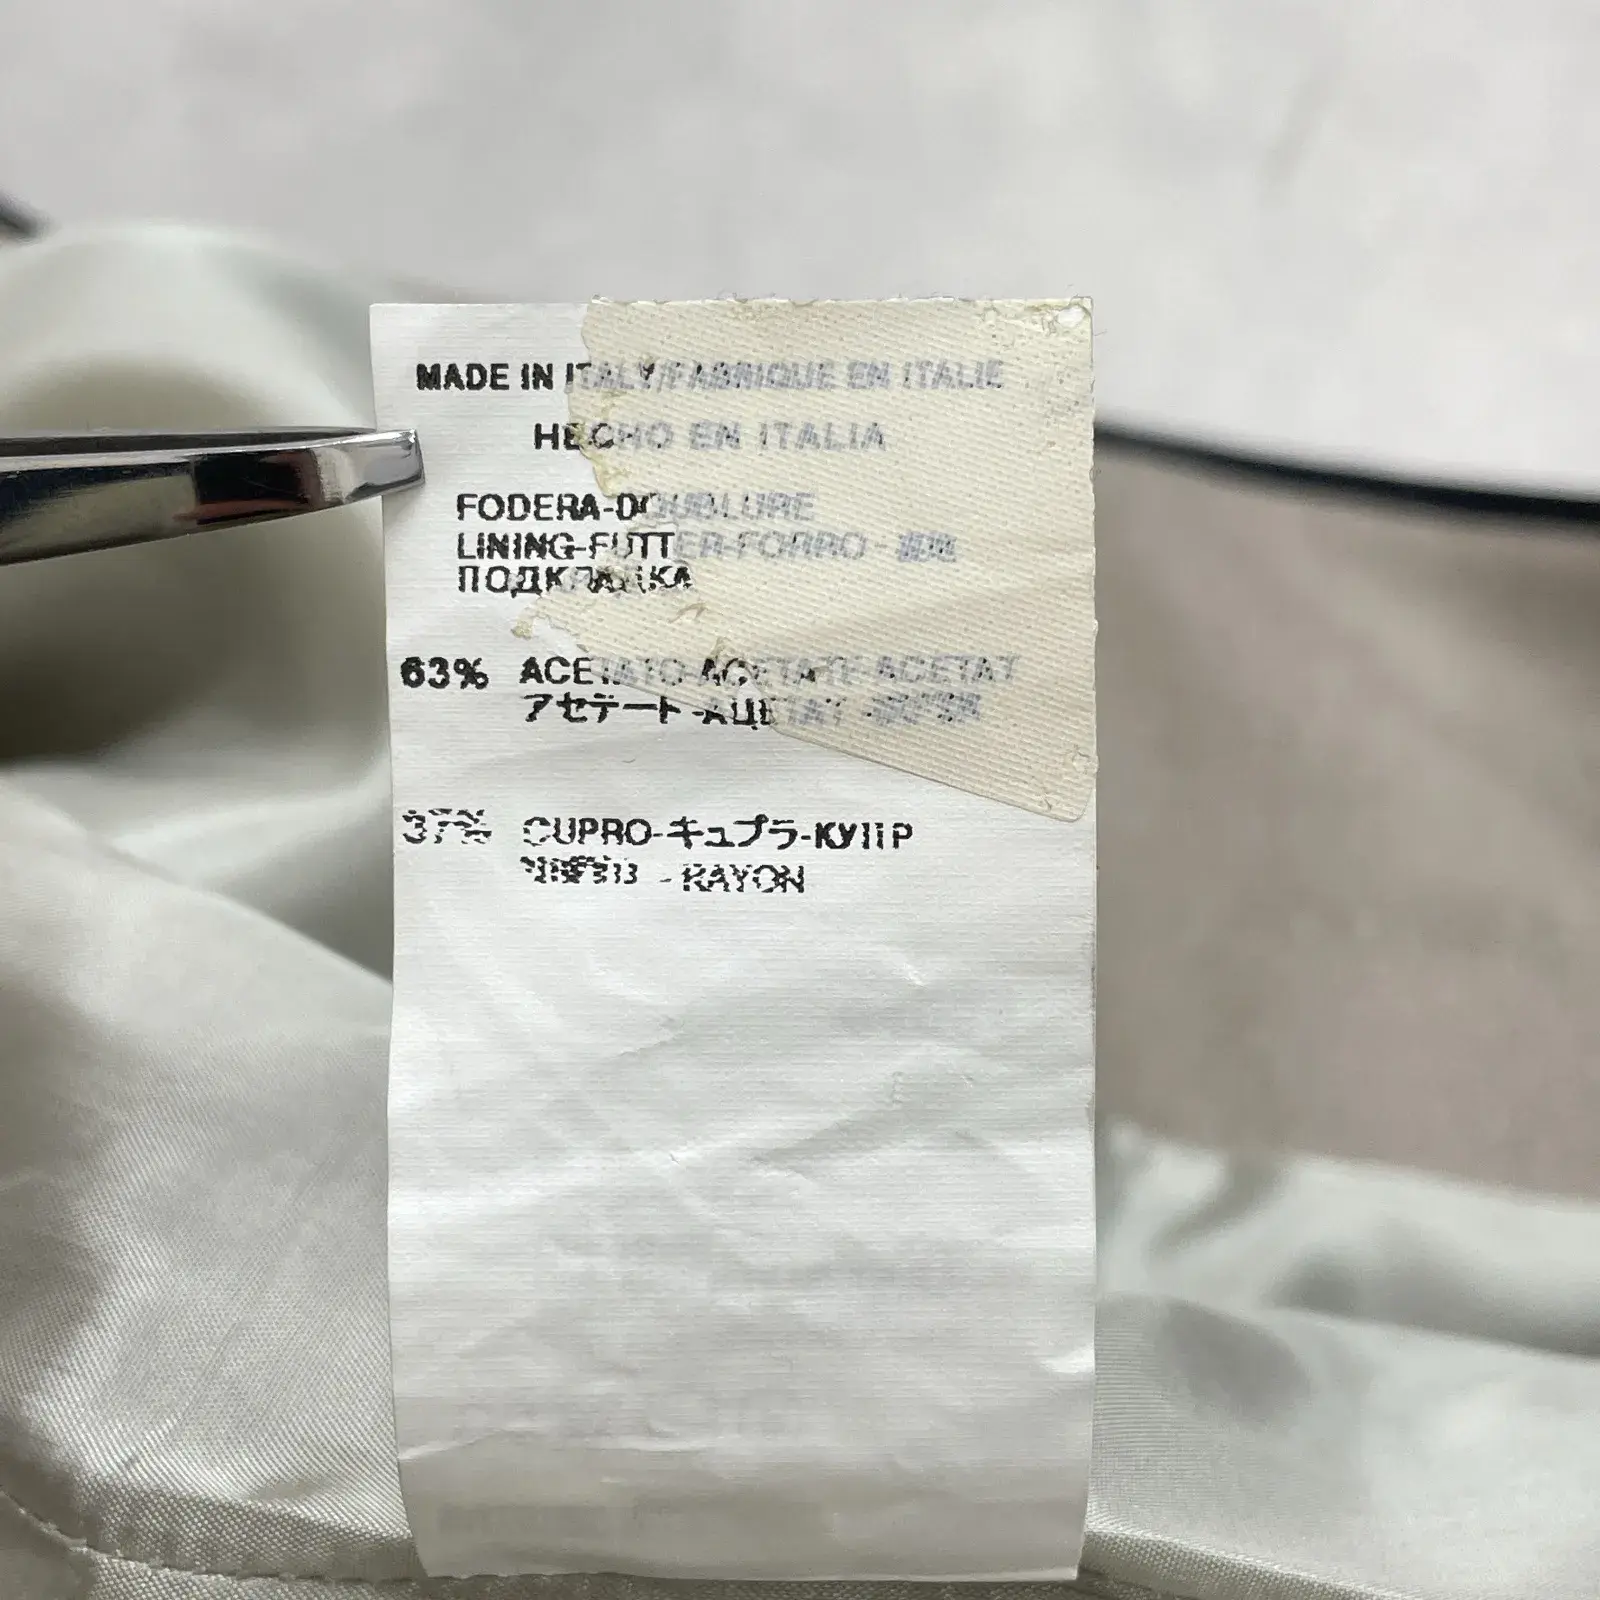 MADE IN ITALY/FABRIQUE EN ITALIE
HECHO EN ITALIA
FODERA-DOUBLURE
LINING-FUTTER-FORRO -
ПОДКЛАДКА
63% ACETATO-ACETATE-ACETAT
アセテート-АЦЕТАТ -
37% CUPRO-キュプラ-КУПР
- RAYON